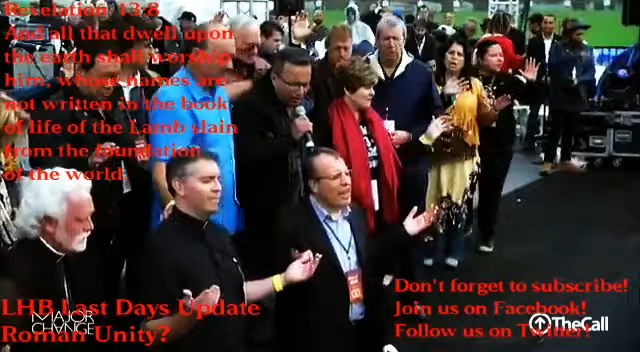 Revelation 13:8
And all that dwell upon
the earth shall worship
him, whose names are
not written in the book
of life of the Lamb slain
from the foundation
of the world
LHB Last Days Update
Roman Unity?
MAJOR
CHANGE
Don't forget to subscribe!
Join us on Facebook!
Follow us on Twitter!
TheCall